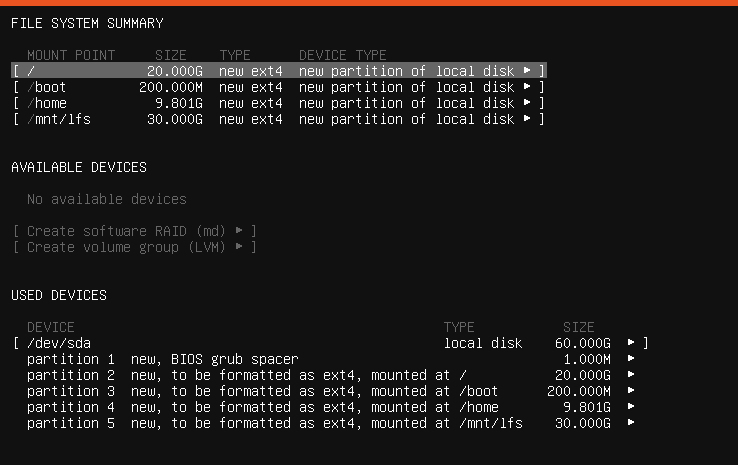 FILE SYSTEM SUMMARY
MOUNT POINT SIZE TYPE DEVICE TYPE
[ / 20.000G new ext4 new partition of local disk ▸ ]
[ /boot 200.000M new ext4 new partition of local disk ▸ ]
[ /home 9.801G new ext4 new partition of local disk ▸ ]
[ /mnt/lfs 30.000G new ext4 new partition of local disk ▸ ]
AVAILABLE DEVICES
No available devices
[ Create software RAID (md) ▸ ]
[ Create volume group (LVM) ▸ ]
USED DEVICES
DEVICE TYPE SIZE
[ /dev/sda local disk 60.000G ▸ ]
partition 1 new, BIOS grub spacer 1.000M ▸
partition 2 new, to be formatted as ext4, mounted at / 20.000G ▸
partition 3 new, to be formatted as ext4, mounted at /boot 200.000M ▸
partition 4 new, to be formatted as ext4, mounted at /home 9.801G ▸
partition 5 new, to be formatted as ext4, mounted at /mnt/lfs 30.000G ▸